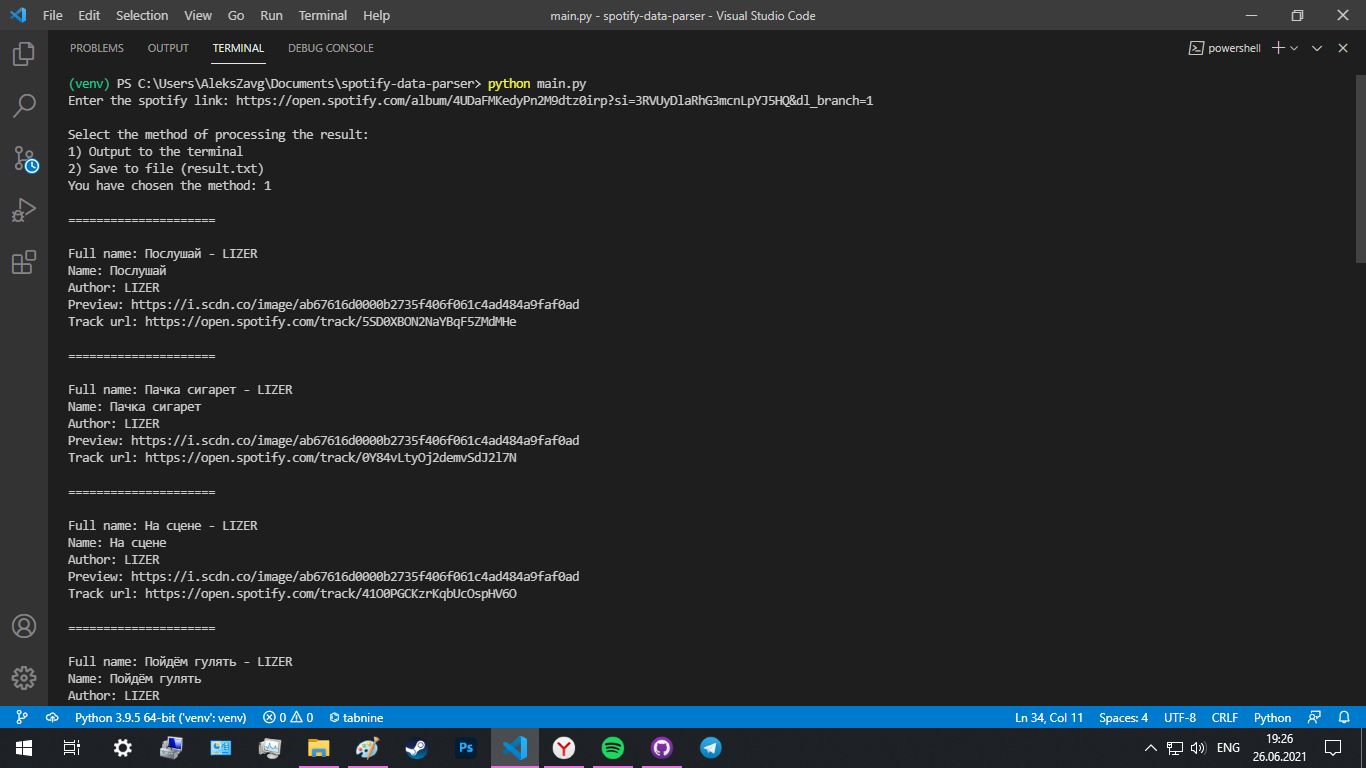 File Edit Selection View Go Run Terminal Help main.py - spotify-data-parser - Visual Studio Code
PROBLEMS OUTPUT TERMINAL DEBUG CONSOLE powershell
(venv) PS C:\Users\AleksZavg\Documents\spotify-data-parser> python main.py
Enter the spotify link: https://open.spotify.com/album/4UDaFMKedyPn2M9dtz0irp?si=3RVUyDlaRhG3mcnLpYJ5HQ&dl_branch=1
Select the method of processing the result:
1) Output to the terminal
2) Save to file (result.txt)
You have chosen the method: 1
=====================
Full name: Послушай - LIZER
Name: Послушай
Author: LIZER
Preview: https://i.scdn.co/image/ab67616d0000b2735f406f061c4ad484a9faf0ad
Track url: https://open.spotify.com/track/5SD0XBON2NaYBqF5ZMdMHe
=====================
Full name: Пачка сигарет - LIZER
Name: Пачка сигарет
Author: LIZER
Preview: https://i.scdn.co/image/ab67616d0000b2735f406f061c4ad484a9faf0ad
Track url: https://open.spotify.com/track/0Y84vLtyOj2demvSdJ2l7N
=====================
Full name: На сцене - LIZER
Name: На сцене
Author: LIZER
Preview: https://i.scdn.co/image/ab67616d0000b2735f406f061c4ad484a9faf0ad
Track url: https://open.spotify.com/track/41O0PGCKzrKqbUcOspHV6O
=====================
Full name: Пойдём гулять - LIZER
Name: Пойдём гулять
Author: LIZER
Python 3.9.5 64-bit ('venv': venv) 0 0 tabnine Ln 34, Col 11 Spaces: 4 UTF-8 CRLF Python
Ps Y ENG 19:26
26.06.2021